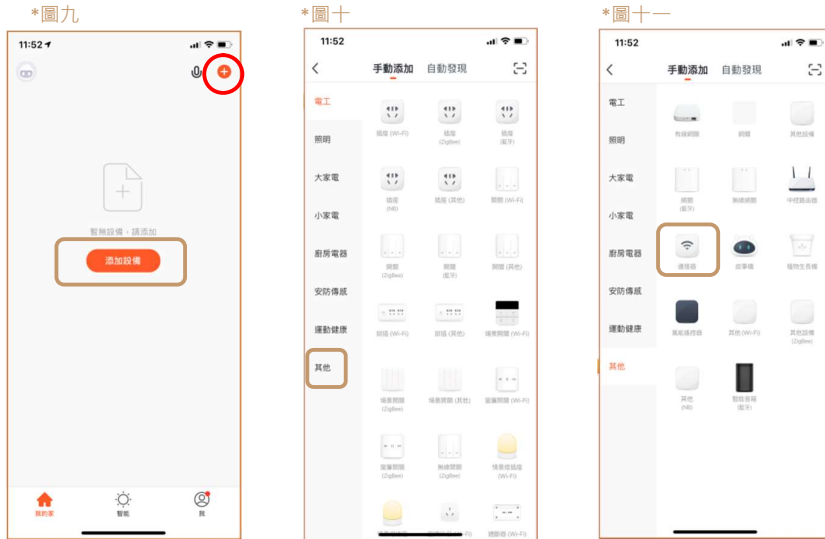 *圖九
11:52
暫無設備，請添加
添加設備
我的家
智能
我
*圖十
11:52
手動添加 自動發現
電工
照明
大家電
小家電
廚房電器
安防傳感
運動健康
其他
插座 (Wi-Fi)
插座
(ZigBee)
插座
(藍牙)
插座
(NB)
插座 (其他)
開關 (Wi-Fi)
開關
(ZigBee)
開關
(藍牙)
開關 (其他)
排插 (Wi-Fi)
排插 (其他)
場景開關 (Wi-Fi)
場景開關
(ZigBee)
場景開關 (其他)
窗簾開關 (Wi-Fi)
窗簾開關
(ZigBee)
無線開關
(ZigBee)
情景燈插座
(Wi-Fi)
通斷器 (Wi-Fi)
*圖十一
11:52
手動添加 自動發現
電工
照明
大家電
小家電
廚房電器
安防傳感
運動健康
其他
有線網關
網關
其他設備
網關
(藍牙)
無線網關
中控路由器
故事機
植物生長機
萬能遙控器
其他 (Wi-Fi)
其他設備
(ZigBee)
其他
(NB)
智能音箱
(藍牙)